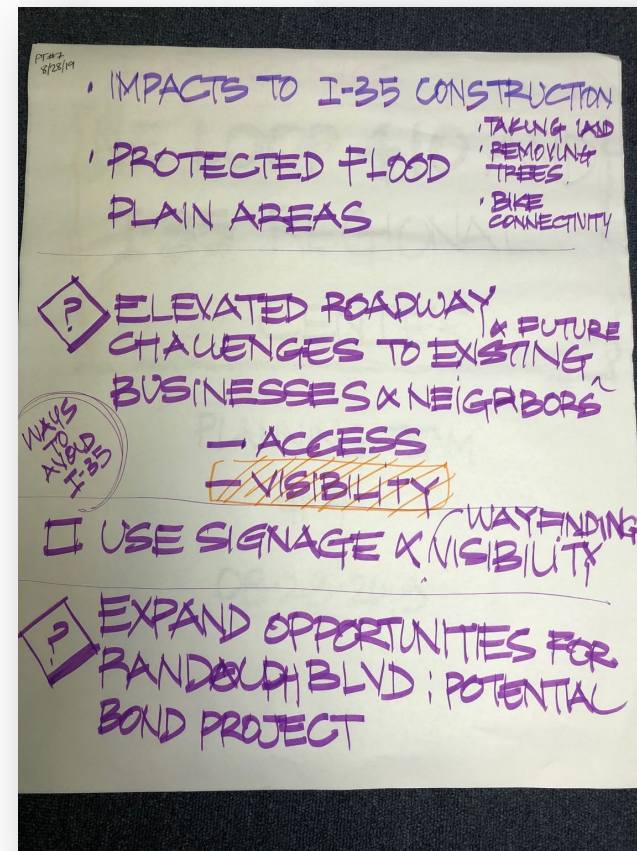 PT#7
8/28/19
• IMPACTS TO I-35 CONSTRUCTION
• TAKING LAND
• REMOVING
TREES
• BIKE
CONNECTIVITY
• PROTECTED FLOOD
PLAIN AREAS
? ELEVATED ROADWAY
CHALLENGES TO EXISTING
& FUTURE
BUSINESSES & NEIGHBORS
— ACCESS
— VISIBILITY
WAYS
TO
AVOID
I-35
□ USE SIGNAGE & VISIBILITY
WAYFINDING
? EXPAND OPPORTUNITIES FOR
RANDOLPH BLVD : POTENTIAL
BOND PROJECT